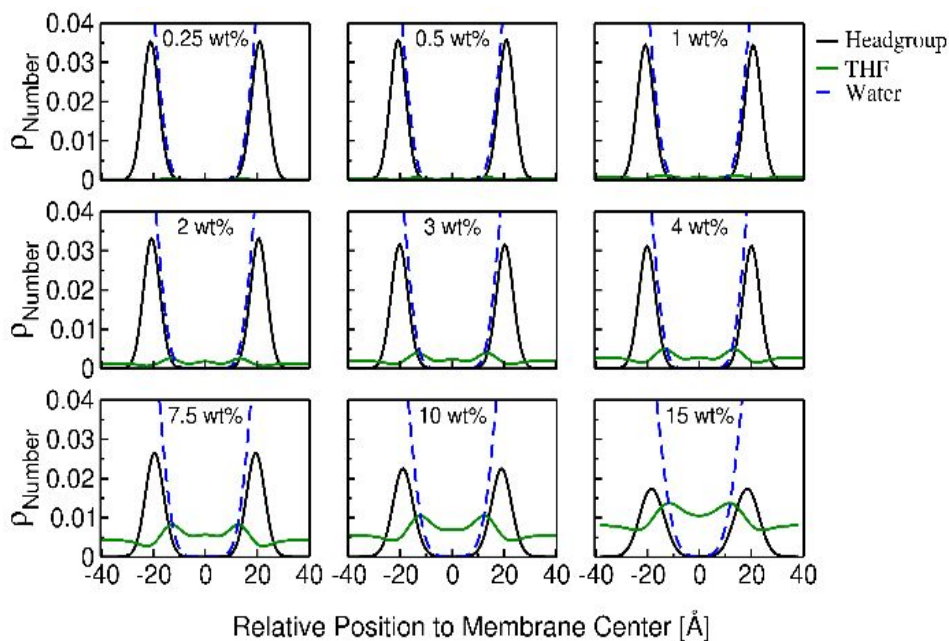 0.04 0.25 wt% 0.5 wt% 1 wt% Headgroup
0.03 THF
0.02 Water
0.01
0
ρNumber
0.04 2 wt% 3 wt% 4 wt%
0.03
0.02
0.01
0
ρNumber
0.04 7.5 wt% 10 wt% 15 wt%
0.03
0.02
0.01
0
ρNumber
-40 -20 0 20 40 -40 -20 0 20 40 -40 -20 0 20 40
Relative Position to Membrane Center [Å]